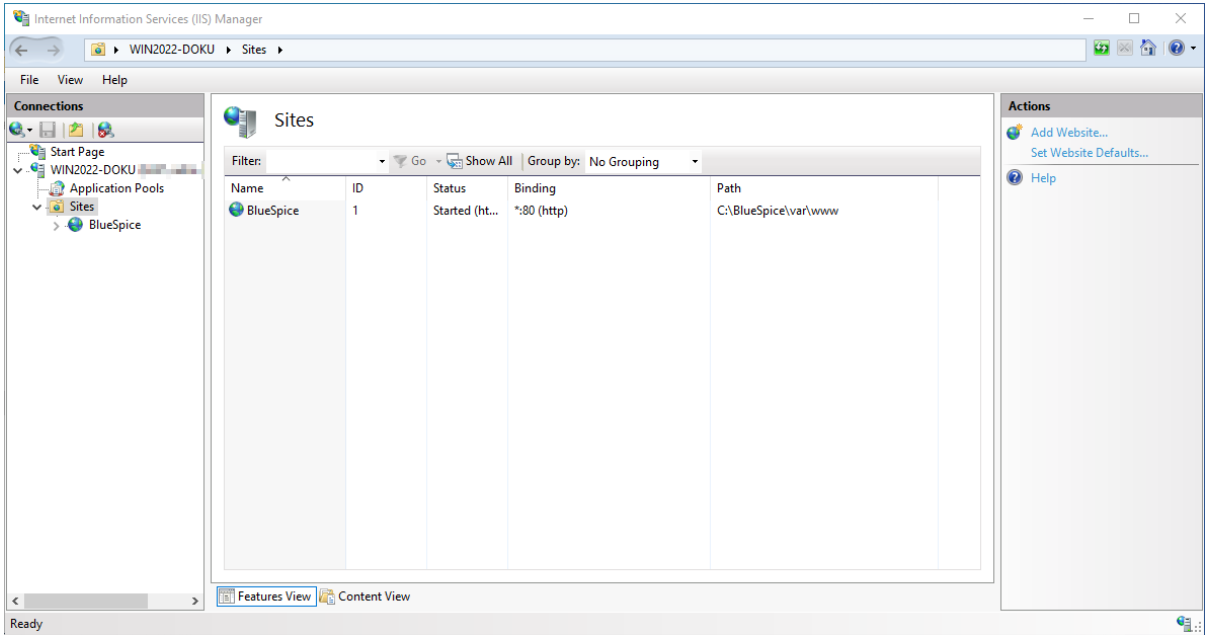 Internet Information Services (IIS) Manager
WIN2022-DOKU Sites
File View Help
Connections
Start Page
WIN2022-DOKU
Application Pools
Sites
BlueSpice
Sites
Filter: Go Show All Group by: No Grouping
Name ID Status Binding Path
BlueSpice 1 Started (ht... *:80 (http) C:\BlueSpice\var\www
Features View Content View
Actions
Add Website...
Set Website Defaults...
Help
Ready